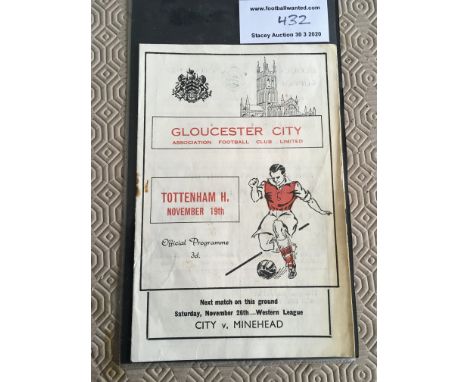 www.footballwanted.com
432
Stacey Auction 30 3 2020
GLOUCESTER CITY
ASSOCIATION FOOTBALL CLUB LIMITED
TOTTENHAM H.
NOVEMBER 19th
Official Programme
3d.
Next match on this ground
Saturday, November 26th...Western League
CITY v. MINEHEAD